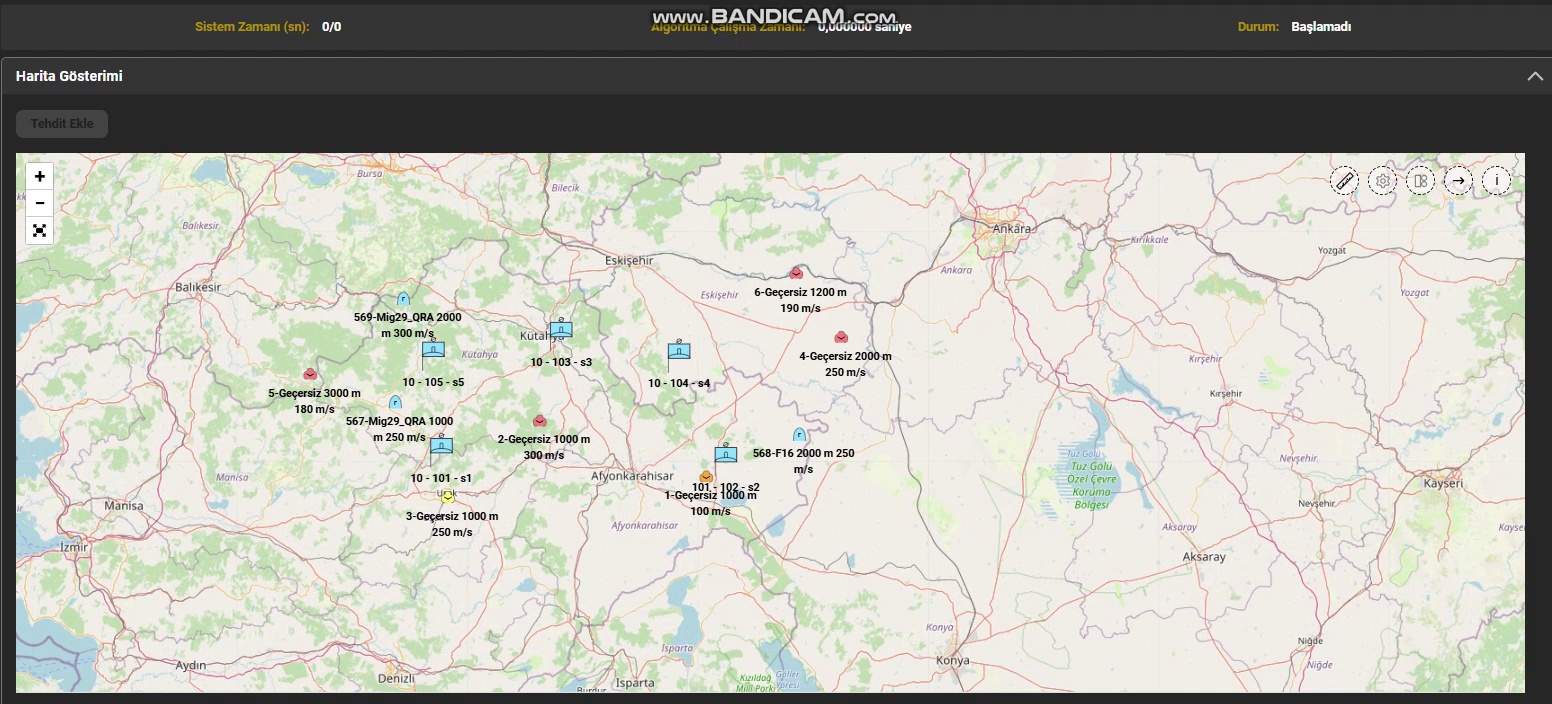 www.BANDICAM.com
Sistem Zamanı (sn): 0/0
Algoritma Çalışma Zamanı: 0,000000 saniye
Durum: Başlamadı
Harita Gösterimi
Tehdit Ekle
+
−
Bursa
Bilecik
Ankara
Kırıkkale
Yozgat
Balıkesir
Eskişehir
Ankara
Balıkesir
Eskişehir
6-Geçersiz 1200 m
190 m/s
Yozgat
569-Mig29_QRA 2000
m 300 m/s
Kütahya
Kütahya
10 - 103 - s3
4-Geçersiz 2000 m
250 m/s
Kırşehir
10 - 105 - s5
10 - 104 - s4
5-Geçersiz 3000 m
180 m/s
Kırşehir
567-Mig29_QRA 1000
m 250 m/s
2-Geçersiz 1000 m
300 m/s
568-F16 2000 m 250
m/s
Tuz Gölü
Tuz Gölü
Özel Çevre
Koruma
Bölgesi
Nevşehir
Manisa
10 - 101 - s1
Afyonkarahisar
101 - 102 - s2
Kayseri
Uşak
1-Geçersiz 1000 m
100 m/s
Manisa
3-Geçersiz 1000 m
250 m/s
Nevşehir
Afyonkarahisar
Aksaray
Kayse
İzmir
Aksaray
Konya
Niğde
Isparta
Aydın
Konya
Niğde
Denizli
Isparta
Burdur
Kızıldağ
Milli Park
Göller
Yöresi